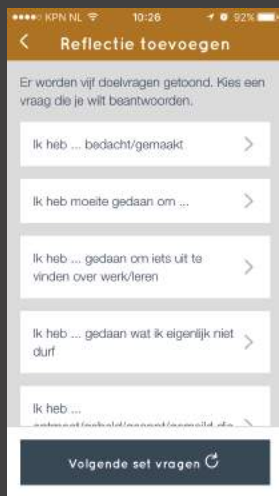 KPN NL 10:26 92%
Reflectie toevoegen
Er worden vijf doelvragen getoond. Kies een
vraag die je wilt beantwoorden.
Ik heb ... bedacht/gemaakt
Ik heb moeite gedaan om ...
Ik heb ... gedaan om iets uit te
vinden over werk/leren
Ik heb ... gedaan wat ik eigenlijk niet
durf
Ik heb ...
Volgende set vragen